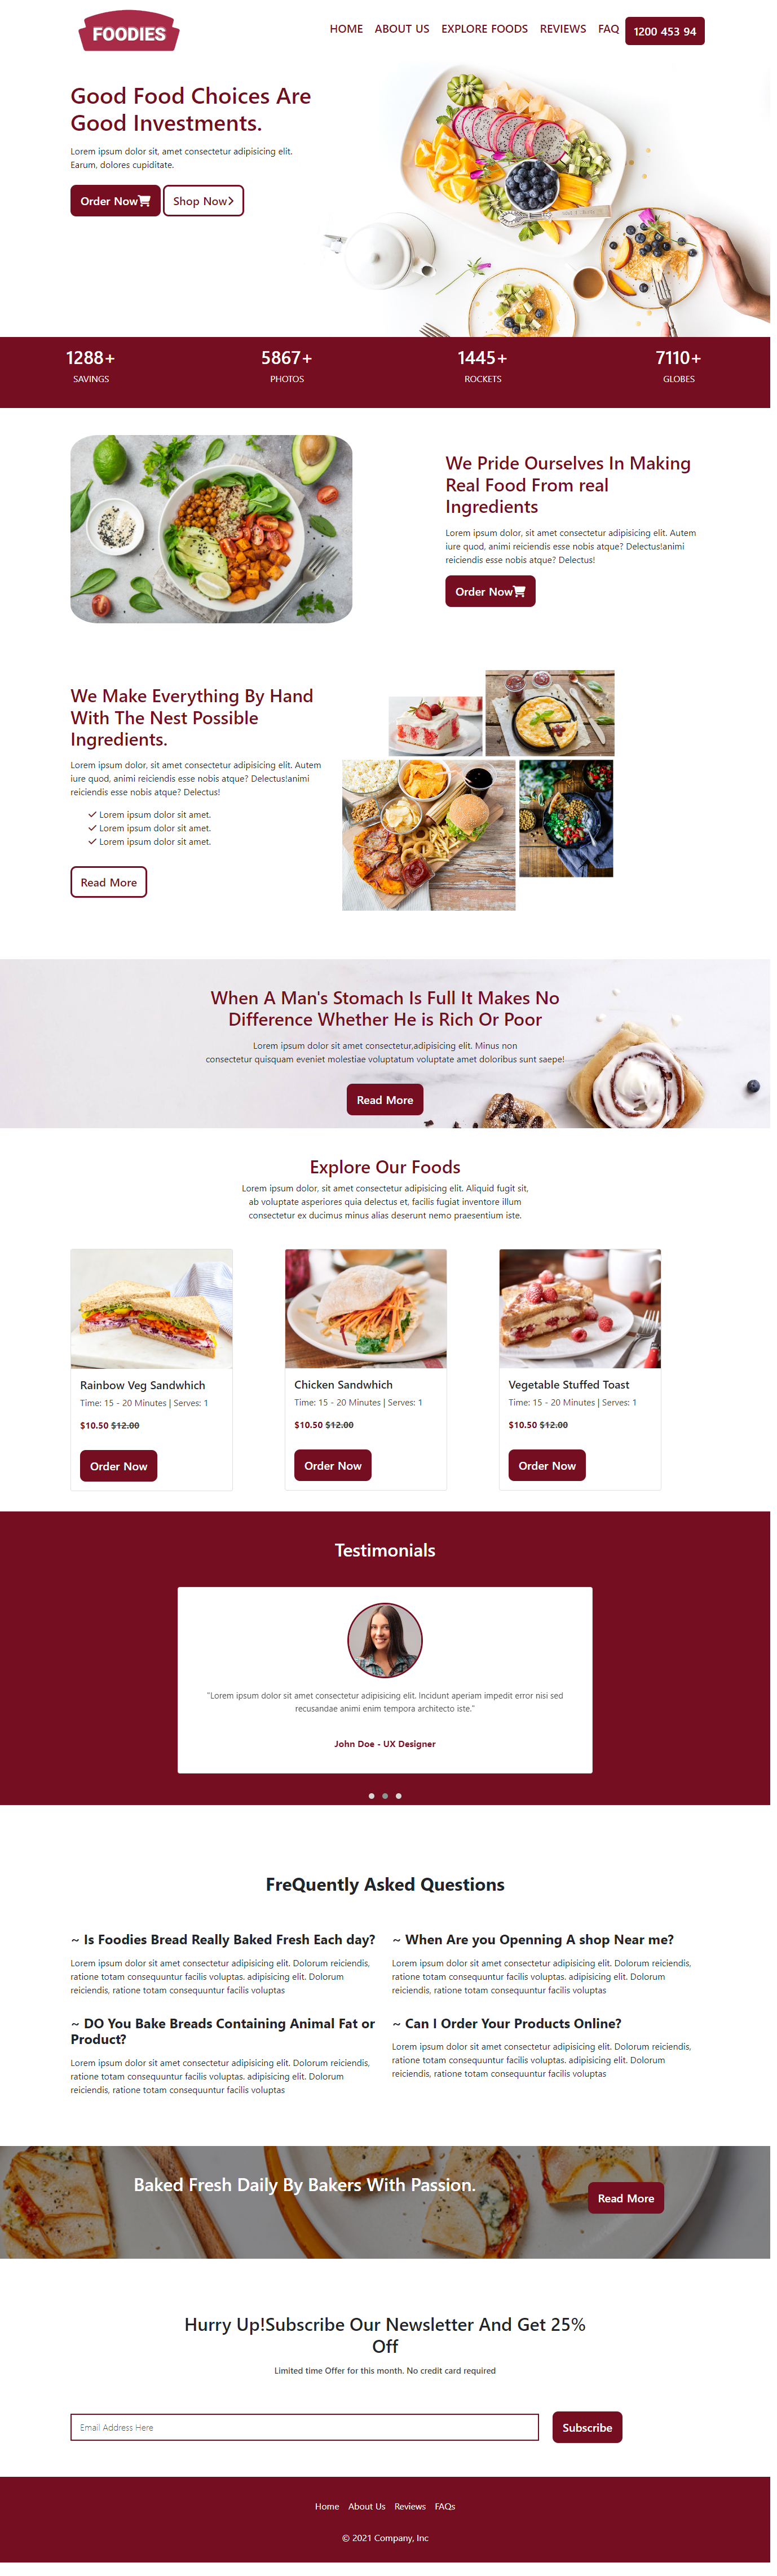 FOODIES
HOME ABOUT US EXPLORE FOODS REVIEWS FAQ 1200 453 94
Good Food Choices Are
Good Investments.
Lorem ipsum dolor sit, amet consectetur adipisicing elit.
Earum, dolores cupiditate.
Order Now Shop Now
1288+ 5867+ 1445+ 7110+
SAVINGS PHOTOS ROCKETS GLOBES
We Pride Ourselves In Making
Real Food From real
Ingredients
Lorem ipsum dolor, sit amet consectetur adipisicing elit. Autem
iure quod, animi reiciendis esse nobis atque? Delectus!animi
reiciendis esse nobis atque? Delectus!
Order Now
We Make Everything By Hand
With The Nest Possible
Ingredients.
Lorem ipsum dolor, sit amet consectetur adipisicing elit. Autem
iure quod, animi reiciendis esse nobis atque? Delectus!animi
reiciendis esse nobis atque? Delectus!
Lorem ipsum dolor sit amet.
Lorem ipsum dolor sit amet.
Lorem ipsum dolor sit amet.
Read More
When A Man's Stomach Is Full It Makes No
Difference Whether He is Rich Or Poor
Lorem ipsum dolor sit amet consectetur,adipisicing elit. Minus non
consectetur quisquam eveniet molestiae voluptatum voluptate amet doloribus sunt saepe!
Read More
Explore Our Foods
Lorem ipsum dolor, sit amet consectetur adipisicing elit. Aliquid fugit sit,
ab voluptate asperiores quia delectus et, facilis fugiat inventore illum
consectetur ex ducimus minus alias deserunt nemo praesentium iste.
Rainbow Veg Sandwhich
Time: 15 - 20 Minutes | Serves: 1
$10.50 $12.00
Order Now
Chicken Sandwhich
Time: 15 - 20 Minutes | Serves: 1
$10.50 $12.00
Order Now
Vegetable Stuffed Toast
Time: 15 - 20 Minutes | Serves: 1
$10.50 $12.00
Order Now
Testimonials
"Lorem ipsum dolor sit amet consectetur adipisicing elit. Incidunt aperiam impedit error nisi sed
recusandae animi enim tempora architecto iste."
John Doe - UX Designer
FreQuently Asked Questions
~ Is Foodies Bread Really Baked Fresh Each day?
Lorem ipsum dolor sit amet consectetur adipisicing elit. Dolorum reiciendis,
ratione totam consequuntur facilis voluptas. adipisicing elit. Dolorum
reiciendis, ratione totam consequuntur facilis voluptas
~ When Are you Openning A shop Near me?
Lorem ipsum dolor sit amet consectetur adipisicing elit. Dolorum reiciendis,
ratione totam consequuntur facilis voluptas. adipisicing elit. Dolorum
reiciendis, ratione totam consequuntur facilis voluptas
~ DO You Bake Breads Containing Animal Fat or
Product?
Lorem ipsum dolor sit amet consectetur adipisicing elit. Dolorum reiciendis,
ratione totam consequuntur facilis voluptas. adipisicing elit. Dolorum
reiciendis, ratione totam consequuntur facilis voluptas
~ Can I Order Your Products Online?
Lorem ipsum dolor sit amet consectetur adipisicing elit. Dolorum reiciendis,
ratione totam consequuntur facilis voluptas. adipisicing elit. Dolorum
reiciendis, ratione totam consequuntur facilis voluptas
Baked Fresh Daily By Bakers With Passion.
Read More
Hurry Up!Subscribe Our Newsletter And Get 25%
Off
Limited time Offer for this month. No credit card required
Email Address Here
Subscribe
Home About Us Reviews FAQs
© 2021 Company, Inc